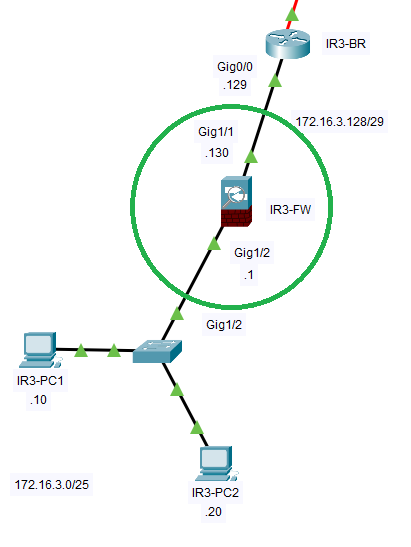 IR3-BR
Gig0/0
.129
172.16.3.128/29
Gig1/1
.130
IR3-FW
Gig1/2
.1
Gig1/2
IR3-PC1
.10
172.16.3.0/25
IR3-PC2
.20